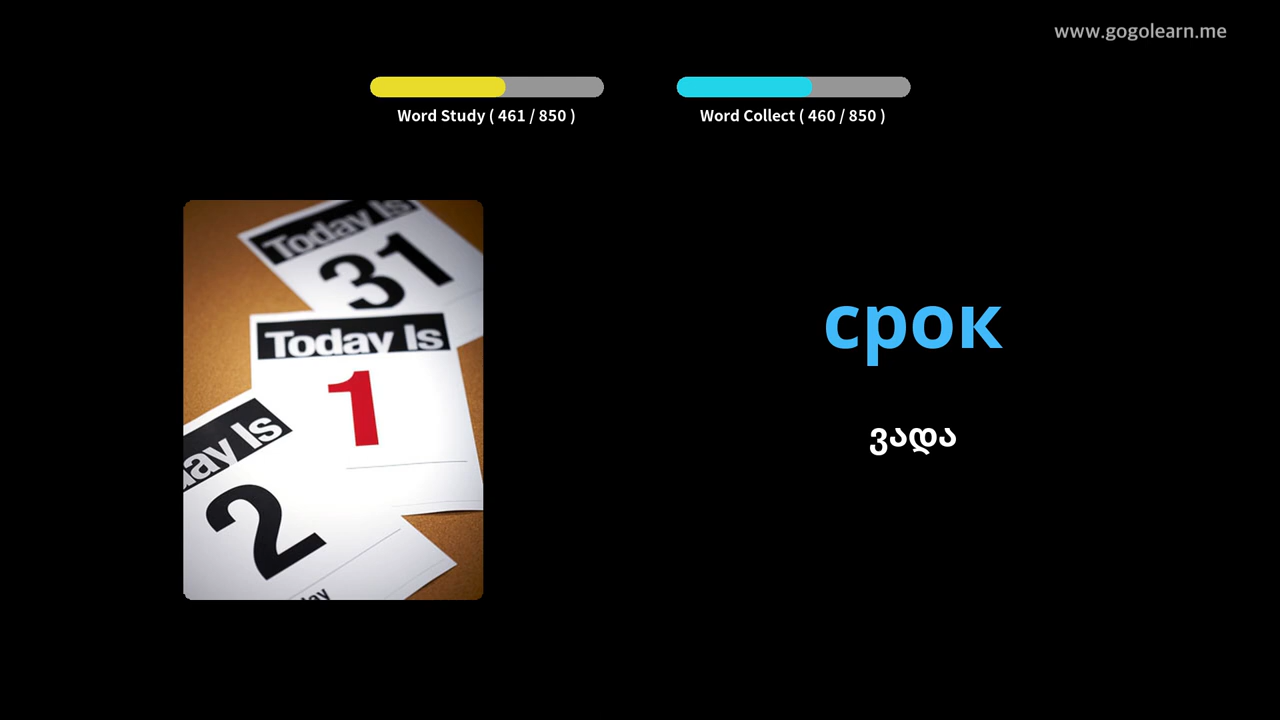 www.gogolearn.me
Word Study ( 461 / 850 )
Word Collect ( 460 / 850 )
Today Is
31
Today Is
1
ay Is
2
ay
срок
ვადა